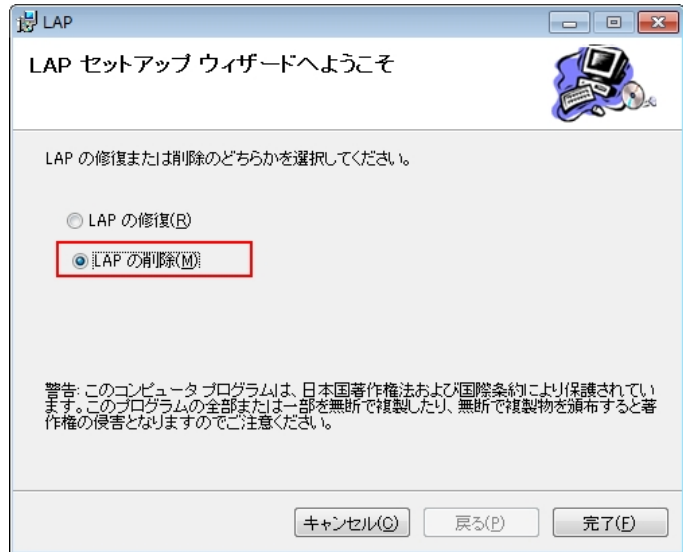 LAP
LAP セットアップ ウィザードへようこそ
LAP の修復または削除のどちらかを選択してください。
LAP の修復(R)
LAP の削除(M)
警告: このコンピュータ プログラムは、日本国著作権法および国際条約により保護されてい
ます。このプログラムの全部または一部を無断で複製したり、無断で複製物を頒布すると著
作権の侵害となりますのでご注意ください。
キャンセル(C)
戻る(P)
完了(F)